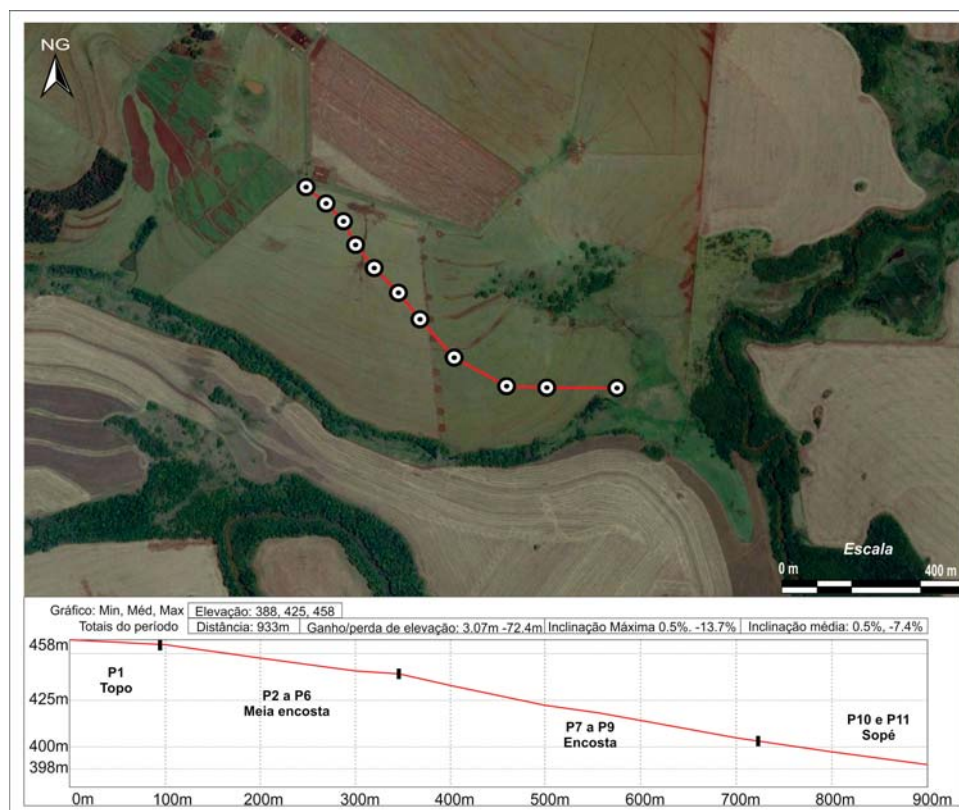 NG
Escala
0 m 400 m
Gráfico: Min, Méd, Max Elevação: 388, 425, 458
Totais do período Distância: 933m Ganho/perda de elevação: 3.07m -72.4m Inclinação Máxima 0.5%. -13.7% Inclinação média: 0.5%, -7.4%
458m
P1
Topo
P2 a P6
Meia encosta
425m
P7 a P9
Encosta
P10 e P11
Sopé
400m
398m
0m 100m 200m 300m 400m 500m 600m 700m 800m 900m